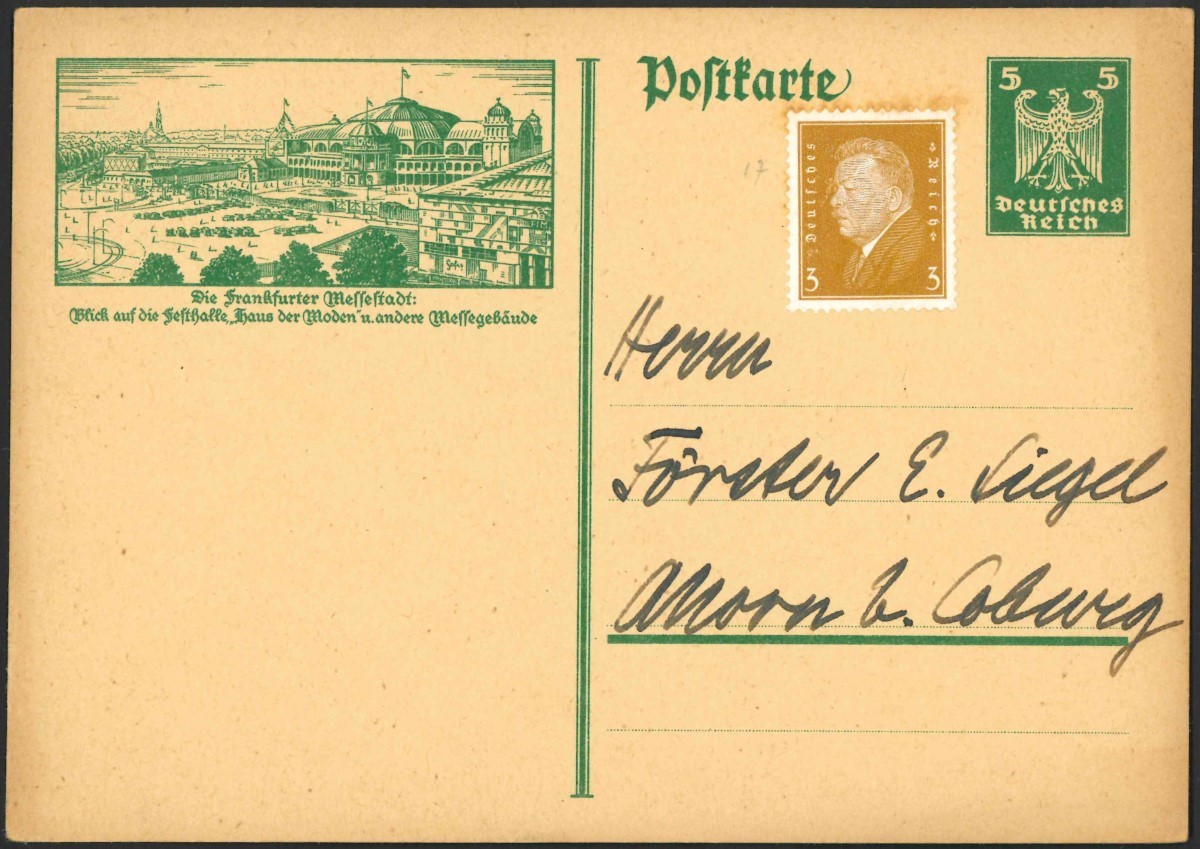 Postkarte
5 5
Deutsches
Reich
Deutsches Reich
3 3
17
Die Frankfurter Messestadt:
Blick auf die Festhalle, „Haus der Moden" u. andere Messegebäude
Herrn
Förster E. Siegel
Ahorn b. Coburg